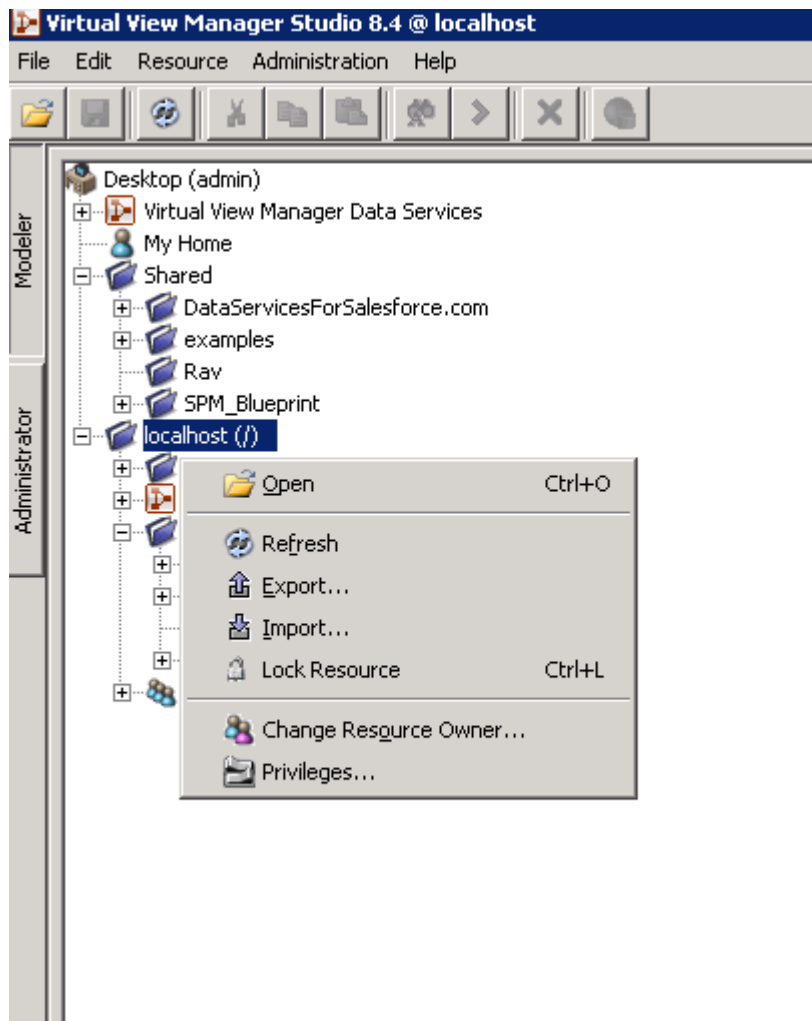 Virtual View Manager Studio 8.4 @ localhost
File Edit Resource Administration Help
Modeler
Administrator
Desktop (admin)
Virtual View Manager Data Services
My Home
Shared
DataServicesForSalesforce.com
examples
Rav
SPM_Blueprint
localhost (/)
Open Ctrl+O
Refresh
Export...
Import...
Lock Resource Ctrl+L
Change Resource Owner...
Privileges...